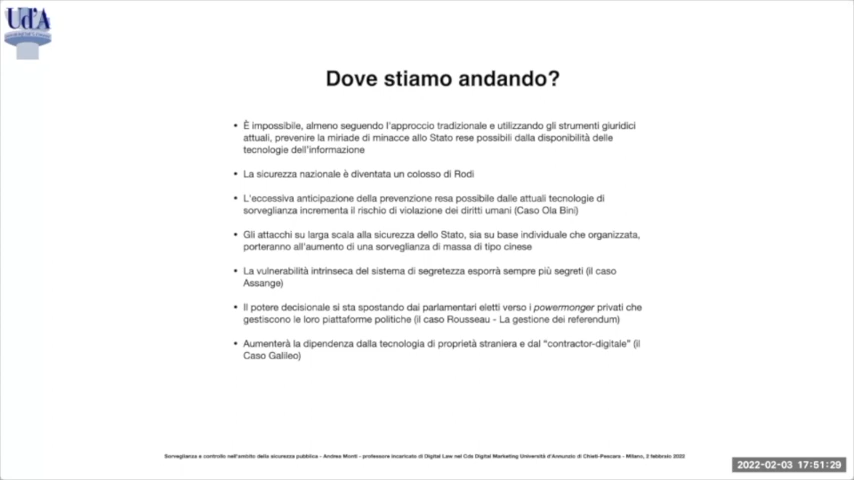 Ud'A
Dove stiamo andando?
• È impossibile, almeno seguendo l'approccio tradizionale e utilizzando gli strumenti giuridici
attuali, prevenire la miriade di minacce allo Stato rese possibili dalla disponibilità delle
tecnologie dell'informazione
• La sicurezza nazionale è diventata un colosso di Rodi
• L'eccessiva anticipazione della prevenzione resa possibile dalle attuali tecnologie di
sorveglianza incrementa il rischio di violazione dei diritti umani (Caso Ola Bini)
• Gli attacchi su larga scala alla sicurezza dello Stato, sia su base individuale che organizzata,
porteranno all'aumento di una sorveglianza di massa di tipo cinese
• La vulnerabilità intrinseca del sistema di segretezza esporrà sempre più segreti (il caso
Assange)
• Il potere decisionale si sta spostando dai parlamentari eletti verso i powermonger privati che
gestiscono le loro piattaforme politiche (il caso Rousseau - La gestione dei referendum)
• Aumenterà la dipendenza dalla tecnologia di proprietà straniera e dal "contractor-digitale" (il
Caso Galileo)
Sorveglianza e controllo nell'ambito della sicurezza pubblica - Andrea Monti - professore incaricato di Digital Law nel Cds Digital Marketing Università d'Annunzio di Chieti-Pescara - Milano, 2 febbraio 2022
2022-02-03 17:51:29